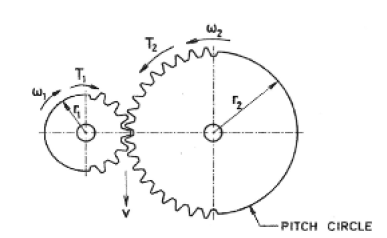 T₂
ω₂
ω₁
T₁
r₁
r₂
V
PITCH CIRCLE